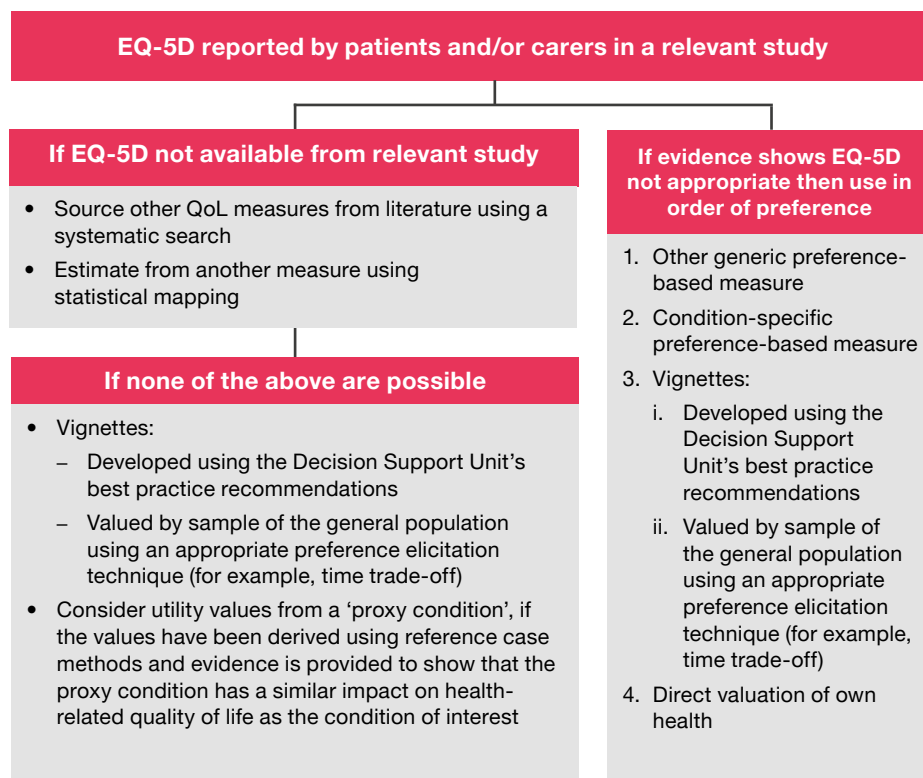 EQ-5D reported by patients and/or carers in a relevant study
If EQ-5D not available from relevant study
• Source other QoL measures from literature using a
systematic search
• Estimate from another measure using
statistical mapping
If none of the above are possible
• Vignettes:
– Developed using the Decision Support Unit's
best practice recommendations
– Valued by sample of the general population
using an appropriate preference elicitation
technique (for example, time trade-off)
• Consider utility values from a ‘proxy condition’, if
the values have been derived using reference case
methods and evidence is provided to show that the
proxy condition has a similar impact on health-
related quality of life as the condition of interest
If evidence shows EQ-5D
not appropriate then use in
order of preference
1. Other generic preference-
based measure
2. Condition-specific
preference-based measure
3. Vignettes:
i. Developed using the
Decision Support
Unit's best practice
recommendations
ii. Valued by sample of
the general population
using an appropriate
preference elicitation
technique (for example,
time trade-off)
4. Direct valuation of own
health